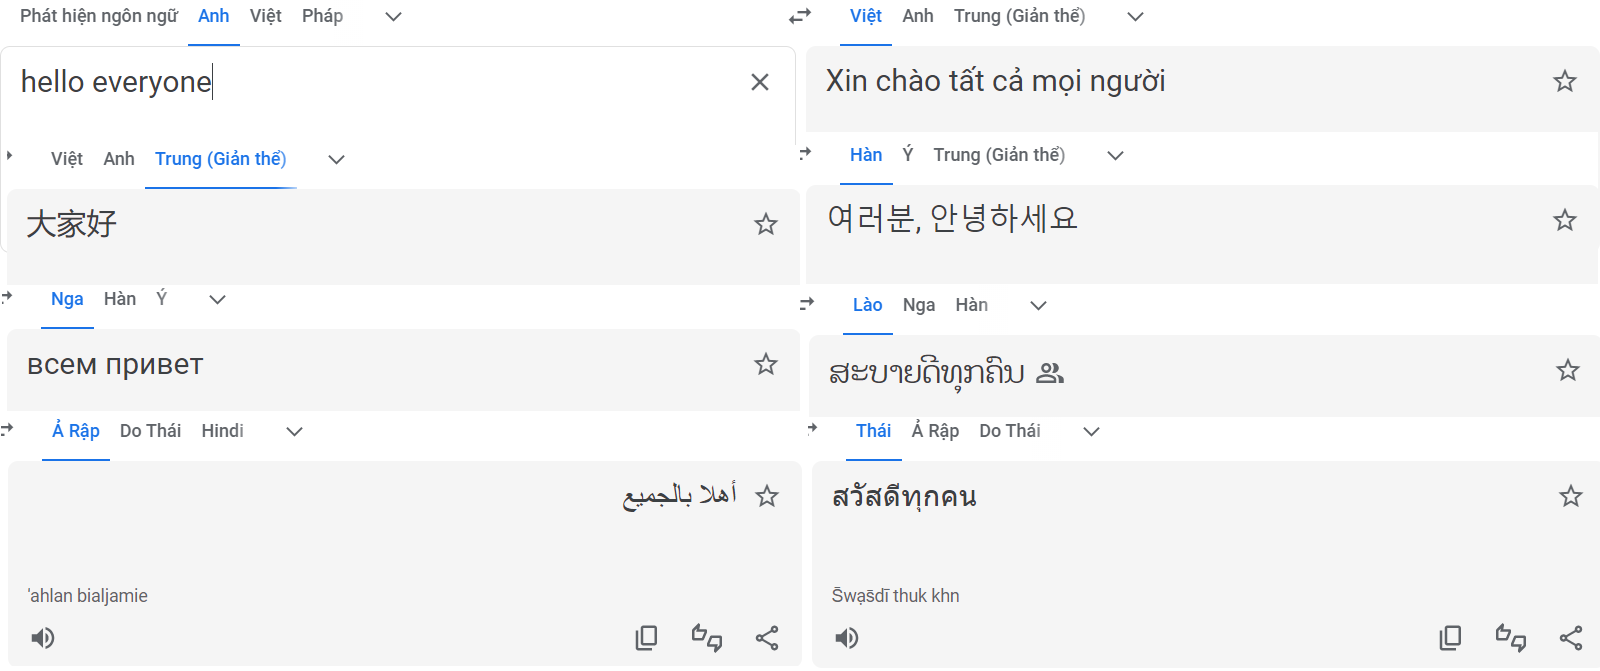 Phát hiện ngôn ngữ Anh Việt Pháp
hello everyone
Việt Anh Trung (Giản thể)
Xin chào tất cả mọi người
Việt Anh Trung (Giản thể)
大家好
Hàn Ý Trung (Giản thể)
여러분, 안녕하세요
Nga Hàn Ý
всем привет
Lào Nga Hàn
ສະບາຍດີທຸກຄົນ
Ả Rập Do Thái Hindi
أهلا بالجميع
'ahlan bialjamie
Thái Ả Rập Do Thái
สวัสดีทุกคน
S̄wạs̄dī thuk khn